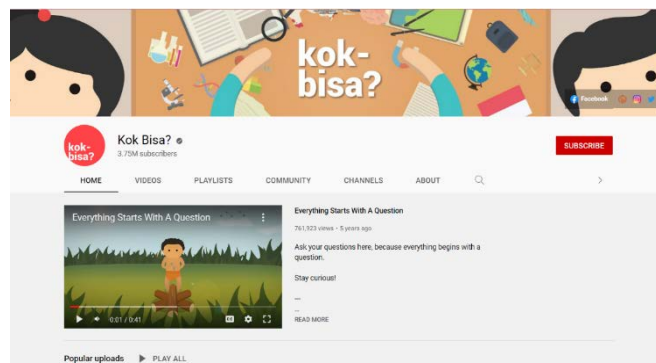 kok-
bisa?
Facebook
kok-
bisa?
Kok Bisa?
3.75M subscribers
SUBSCRIBE
HOME VIDEOS PLAYLISTS COMMUNITY CHANNELS ABOUT
Everything Starts With A Question
0:01 / 0:41
Everything Starts With A Question
761,923 views • 5 years ago
Ask your questions here, because everything begins with a
question.
Stay curious!
---
...
READ MORE
Popular uploads PLAY ALL